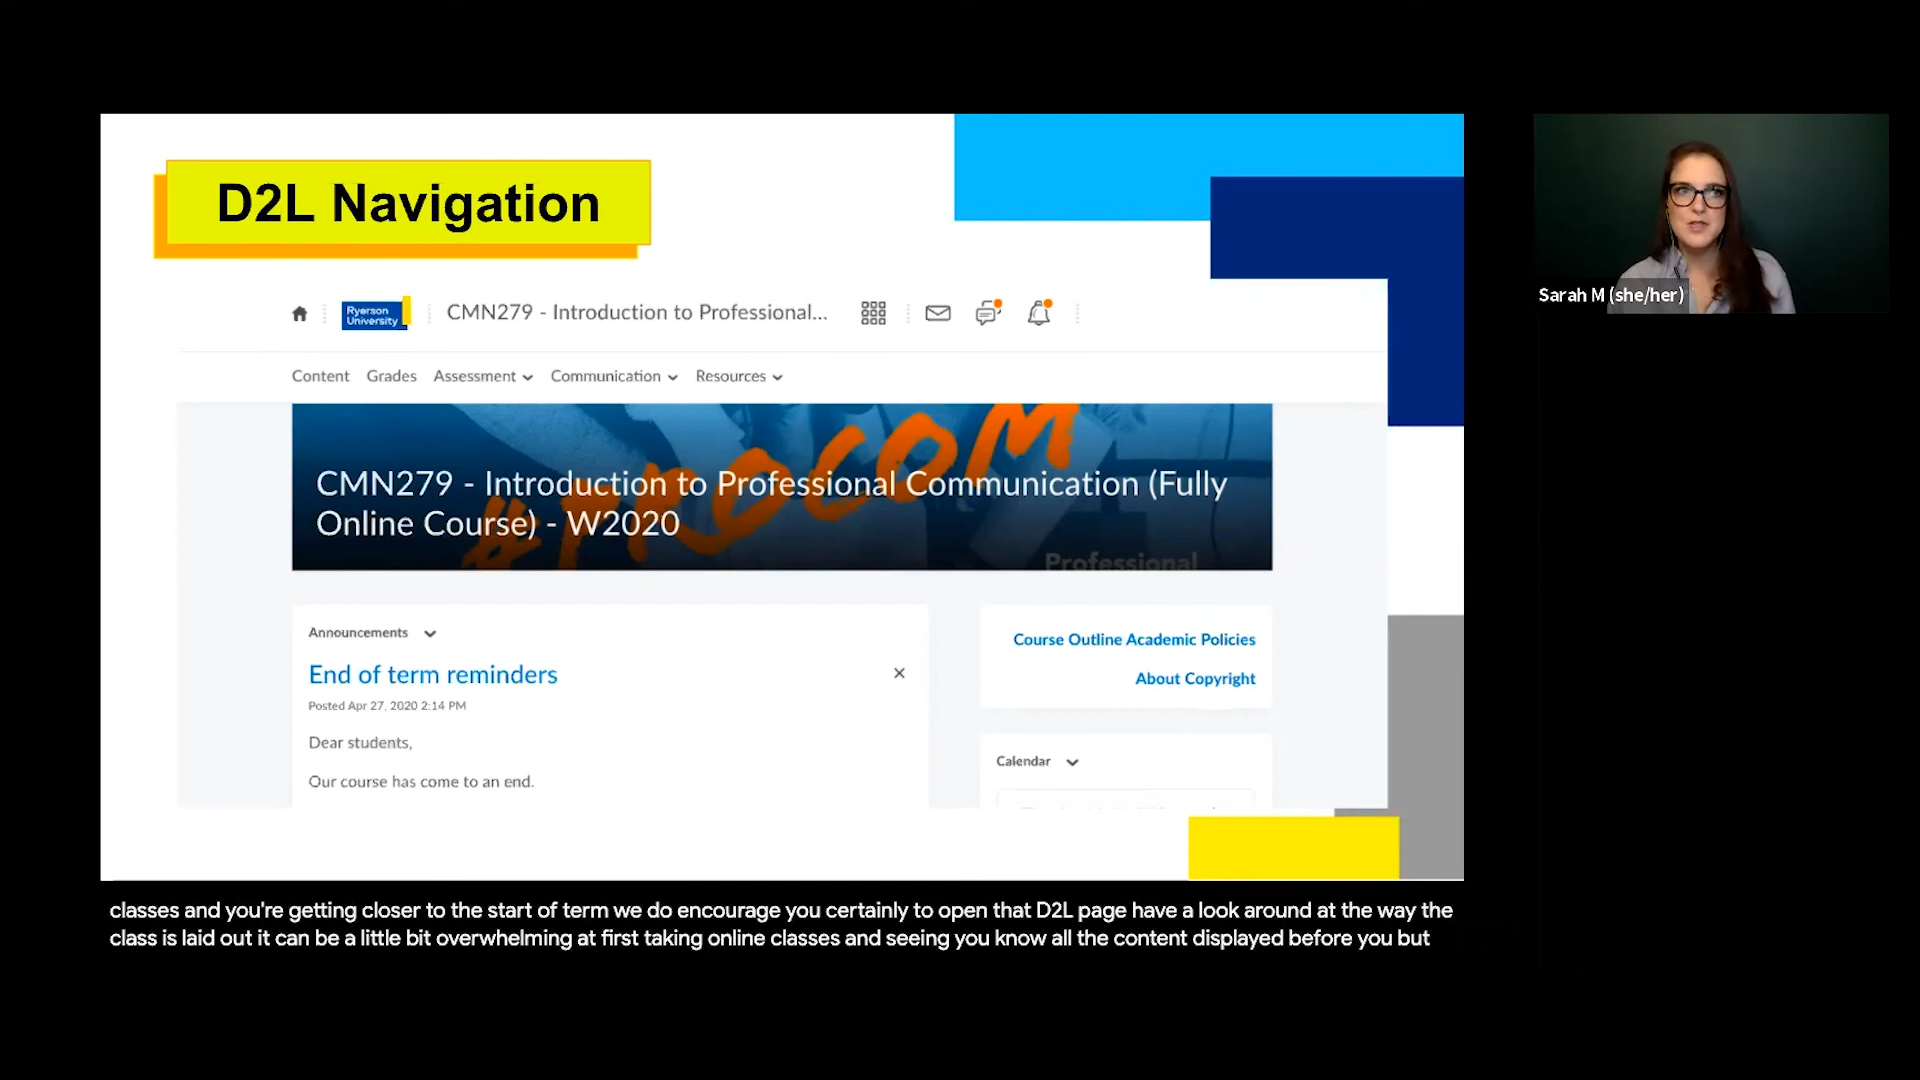 D2L Navigation
Ryerson
University
CMN279 - Introduction to Professional...
Content Grades Assessment Communication Resources
#PROCOM
CMN279 - Introduction to Professional Communication (Fully
Online Course) - W2020
Professional
Announcements
End of term reminders
Posted Apr 27, 2020 2:14 PM
Dear students,
Our course has come to an end.
Course Outline Academic Policies
About Copyright
Calendar
Sarah M (she/her)
classes and you're getting closer to the start of term we do encourage you certainly to open that D2L page have a look around at the way the
class is laid out it can be a little bit overwhelming at first taking online classes and seeing you know all the content displayed before you but